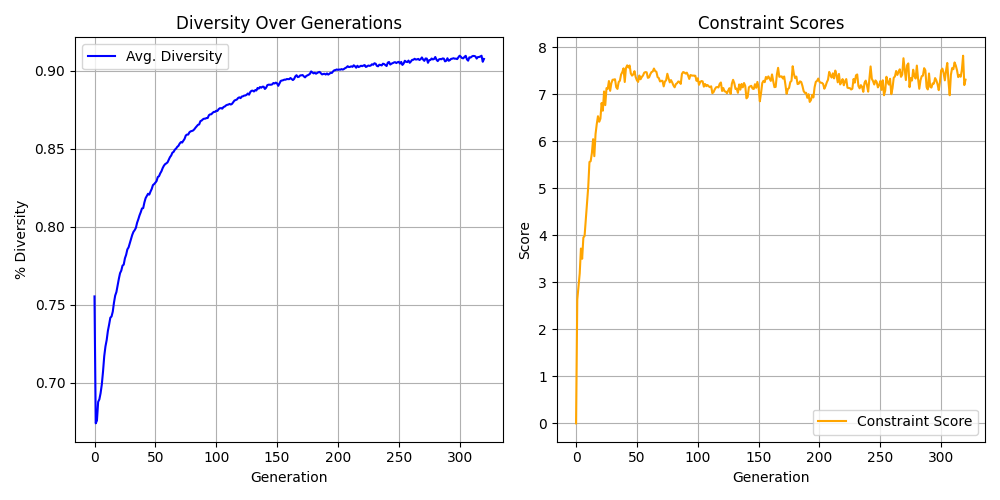 Diversity Over Generations
Avg. Diversity
% Diversity
0.90
0.85
0.80
0.75
0.70
0 50 100 150 200 250 300
Generation
Constraint Scores
Score
8
7
6
5
4
3
2
1
0
Constraint Score
0 50 100 150 200 250 300
Generation